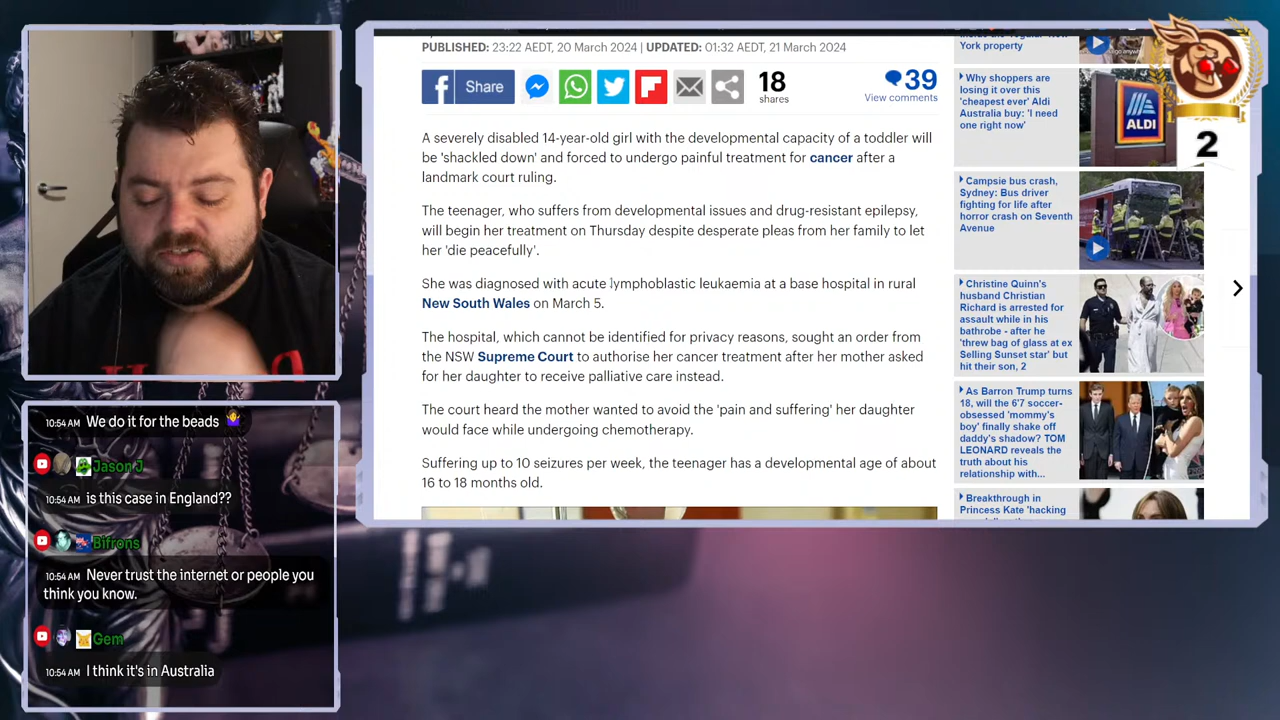 PUBLISHED: 23:22 AEDT, 20 March 2024 | UPDATED: 01:32 AEDT, 21 March 2024
Share
18
shares
39
View comments
A severely disabled 14-year-old girl with the developmental capacity of a toddler will
be 'shackled down' and forced to undergo painful treatment for cancer after a
landmark court ruling.
The teenager, who suffers from developmental issues and drug-resistant epilepsy,
will begin her treatment on Thursday despite desperate pleas from her family to let
her 'die peacefully'.
She was diagnosed with acute lymphoblastic leukaemia at a base hospital in rural
New South Wales on March 5.
The hospital, which cannot be identified for privacy reasons, sought an order from
the NSW Supreme Court to authorise her cancer treatment after her mother asked
for her daughter to receive palliative care instead.
The court heard the mother wanted to avoid the 'pain and suffering' her daughter
would face while undergoing chemotherapy.
Suffering up to 10 seizures per week, the teenager has a developmental age of about
16 to 18 months old.
York property
Why shoppers are
losing it over this
'cheapest ever' Aldi
Australia buy: 'I need
one right now'
ALDI
Campsie bus crash,
Sydney: Bus driver
fighting for life after
horror crash on Seventh
Avenue
Christine Quinn's
husband Christian
Richard is arrested for
assault while in his
bathrobe - after he
'threw bag of glass at ex
Selling Sunset star' but
hit their son, 2
As Barron Trump turns
18, will the 6'7 soccer-
obsessed 'mommy's
boy' finally shake off
daddy's shadow? TOM
LEONARD reveals the
truth about his
relationship with...
Breakthrough in
Princess Kate 'hacking
2
10:54 AM We do it for the beads
Jason J
10:54 AM is this case in England??
Bifrons
10:54 AM Never trust the internet or people you
think you know.
Gem
10:54 AM I think it's in Australia